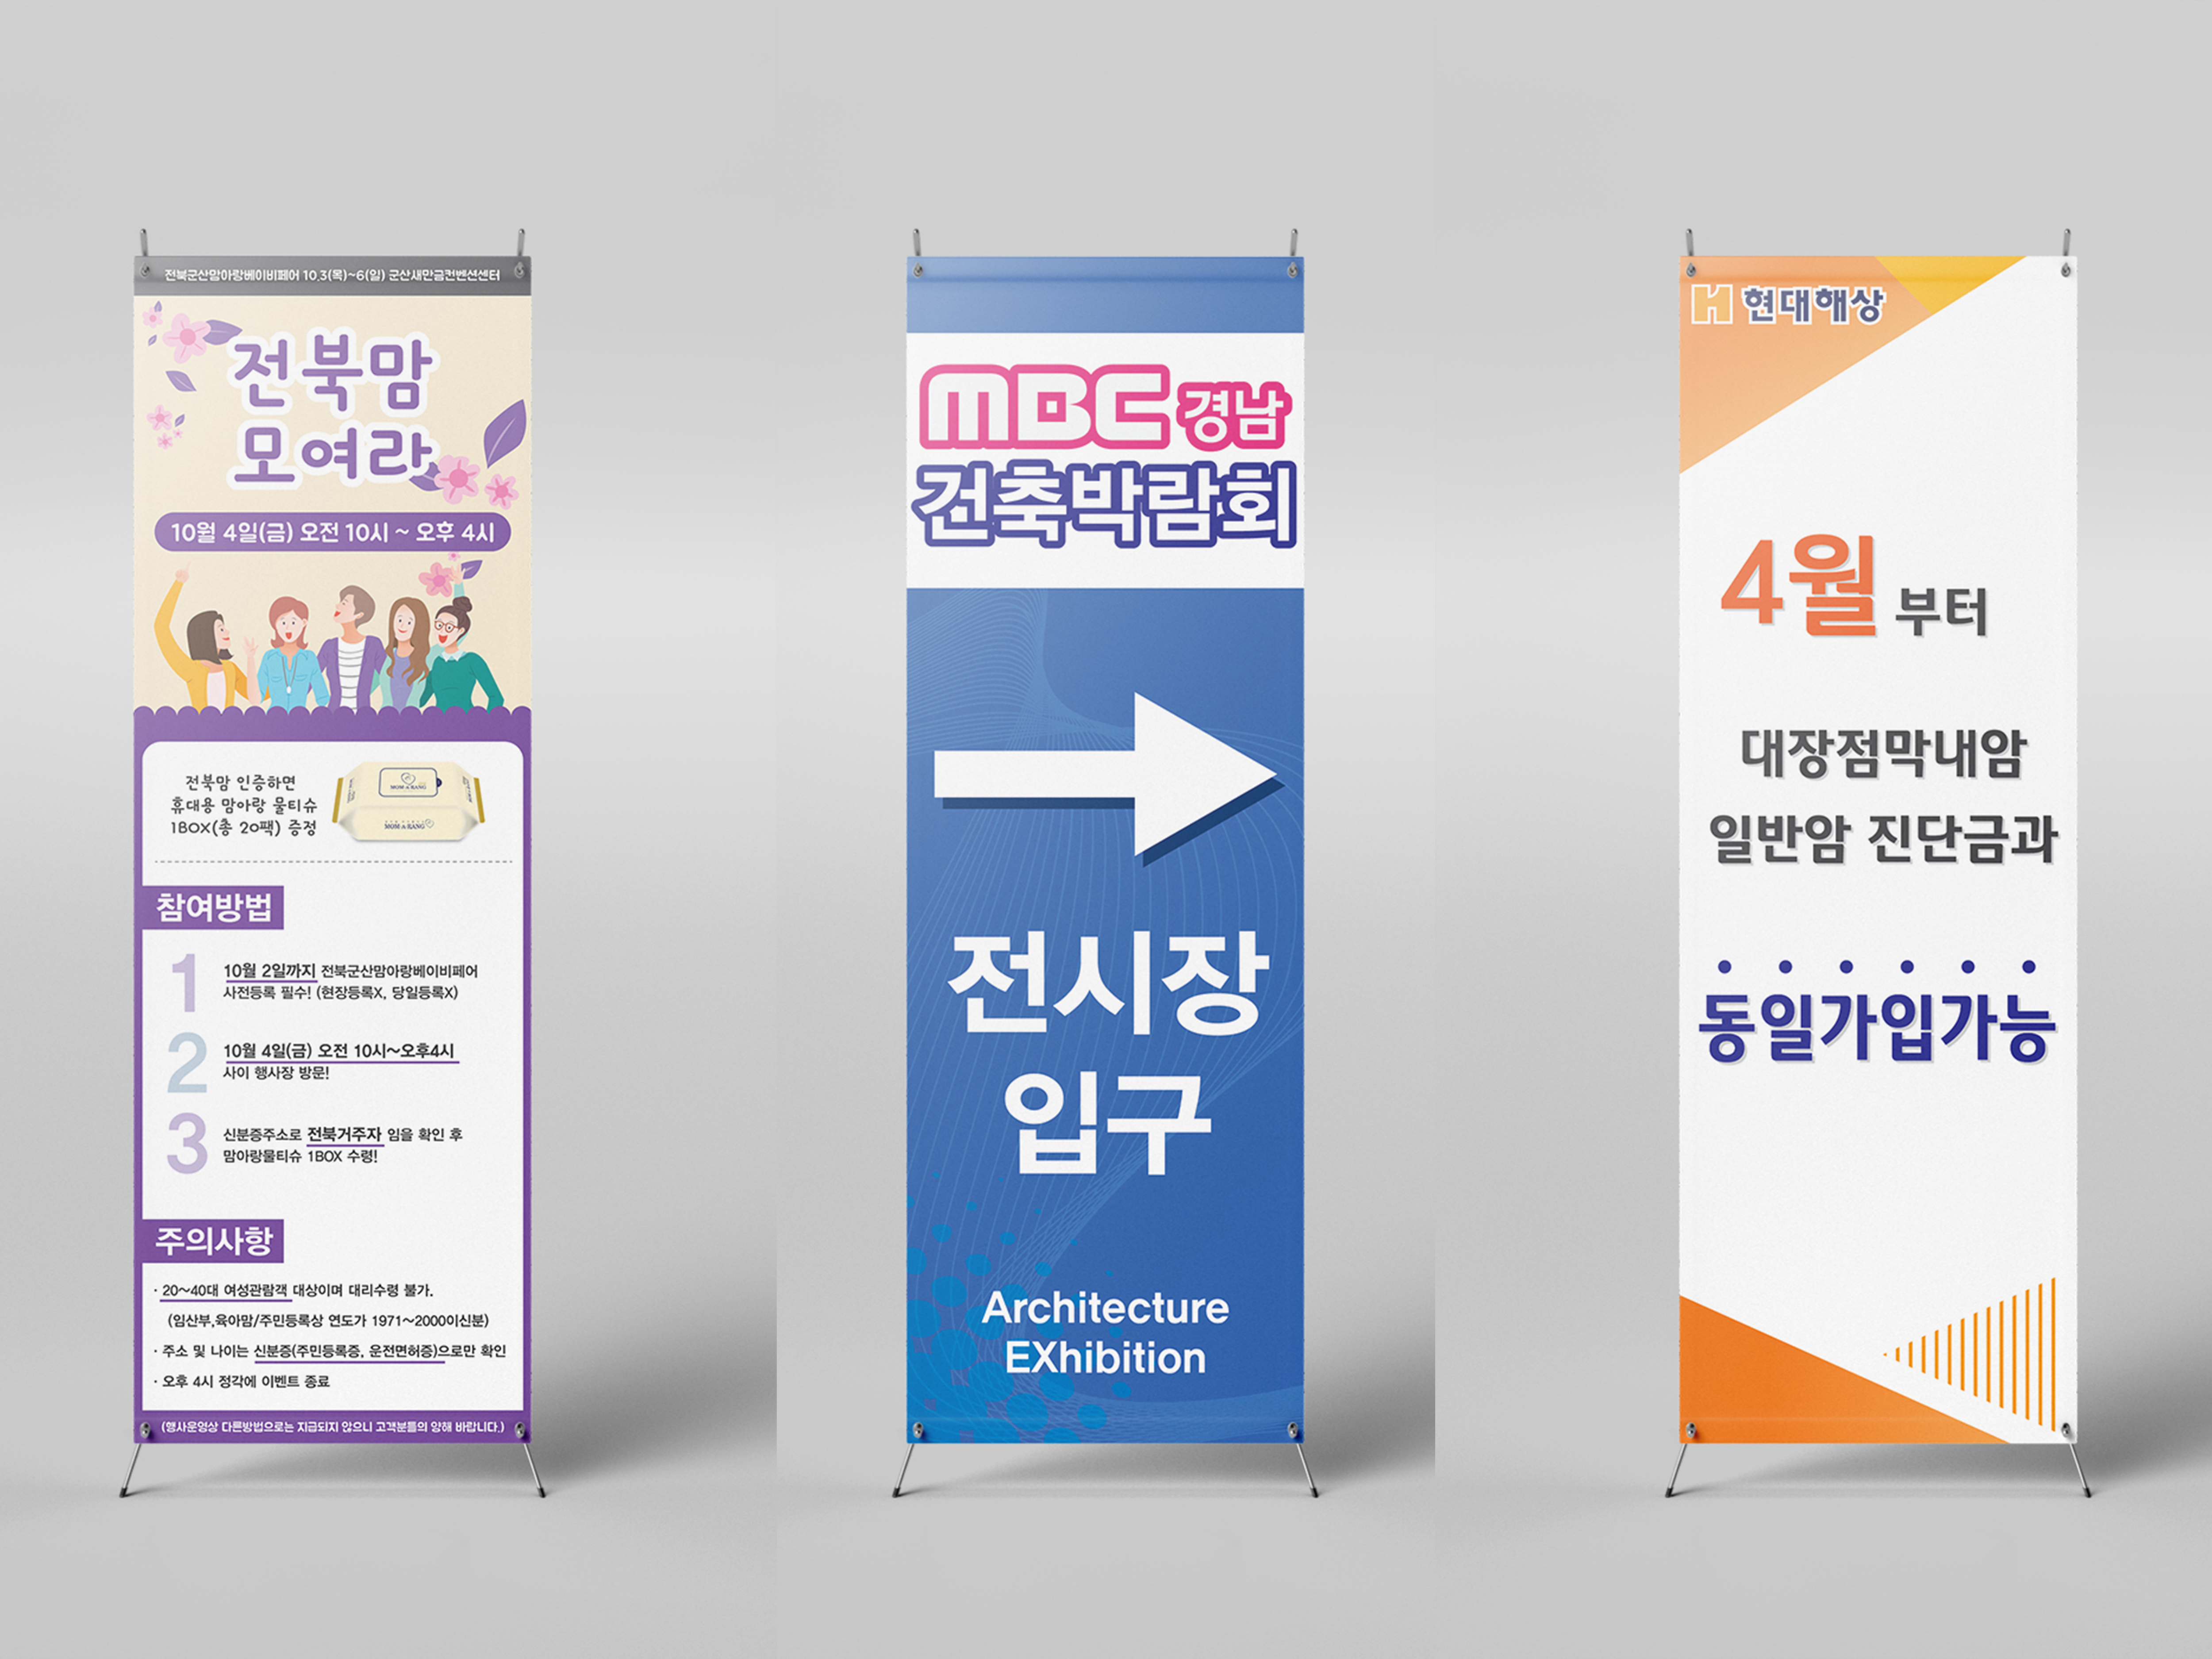 전북군산맘아랑베이비페어 10.3(목)~6(일) 군산새만금컨벤션센터
전북맘
모여라
10월 4일(금) 오전 10시 ~ 오후 4시
전북맘 인증하면
휴대용 맘아랑 물티슈
1BOX(총 20팩) 증정
MOM-A-RANG
MOM-A-RANG
참여방법
1
10월 2일까지 전북군산맘아랑베이비페어
사전등록 필수! (현장등록X, 당일등록X)
2
10월 4일(금) 오전 10시~오후4시
사이 행사장 방문!
3
신분증주소로 전북거주자 임을 확인 후
맘아랑물티슈 1BOX 수령!
주의사항
· 20~40대 여성관람객 대상이며 대리수령 불가.
(임산부,육아맘/주민등록상 연도가 1971~2000이신분)
· 주소 및 나이는 신분증(주민등록증, 운전면허증)으로만 확인
· 오후 4시 정각에 이벤트 종료
(행사운영상 다른방법으로는 지급되지 않으니 고객분들의 양해 바랍니다.)
MBC 경남
건축박람회
전시장
입구
Architecture
EXhibition
현대해상
4월 부터
대장점막내암
일반암 진단금과
동일가입가능